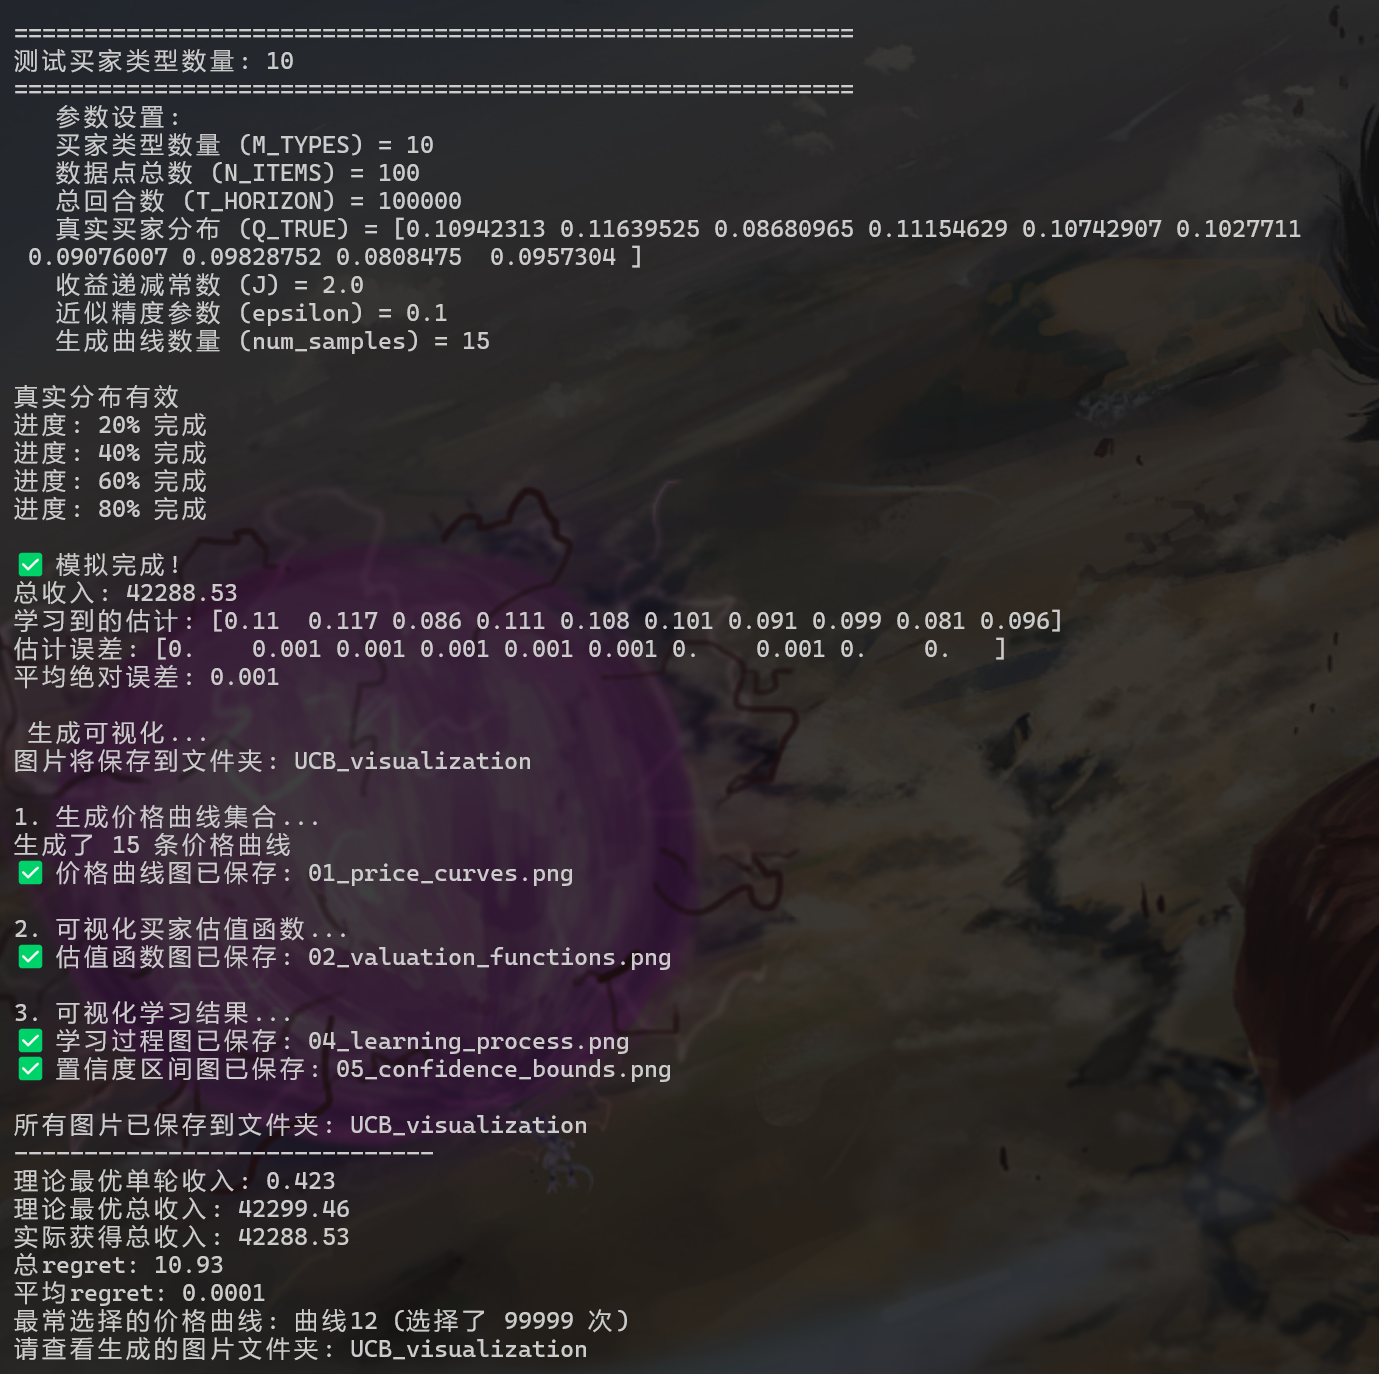 ============================================================
测试买家类型数量: 10
============================================================
参数设置:
买家类型数量 (M_TYPES) = 10
数据点总数 (N_ITEMS) = 100
总回合数 (T_HORIZON) = 100000
真实买家分布 (Q_TRUE) = [0.10942313 0.11639525 0.08680965 0.11154629 0.10742907 0.1027711
0.09076007 0.09828752 0.0808475  0.0957304 ]
收益递减常数 (J) = 2.0
近似精度参数 (epsilon) = 0.1
生成曲线数量 (num_samples) = 15
真实分布有效
进度: 20% 完成
进度: 40% 完成
进度: 60% 完成
进度: 80% 完成
✅ 模拟完成!
总收入: 42288.53
学习到的估计: [0.11  0.117 0.086 0.111 0.108 0.101 0.091 0.099 0.081 0.096]
估计误差: [0.    0.001 0.001 0.001 0.001 0.001 0.    0.001 0.    0.   ]
平均绝对误差: 0.001
生成可视化...
图片将保存到文件夹: UCB_visualization
1. 生成价格曲线集合...
生成了 15 条价格曲线
✅ 价格曲线图已保存: 01_price_curves.png
2. 可视化买家估值函数...
✅ 估值函数图已保存: 02_valuation_functions.png
3. 可视化学习结果...
✅ 学习过程图已保存: 04_learning_process.png
✅ 置信度区间图已保存: 05_confidence_bounds.png
所有图片已保存到文件夹: UCB_visualization
------------------------------
理论最优单轮收入: 0.423
理论最优总收入: 42299.46
实际获得总收入: 42288.53
总regret: 10.93
平均regret: 0.0001
最常选择的价格曲线: 曲线12 (选择了 99999 次)
请查看生成的图片文件夹: UCB_visualization